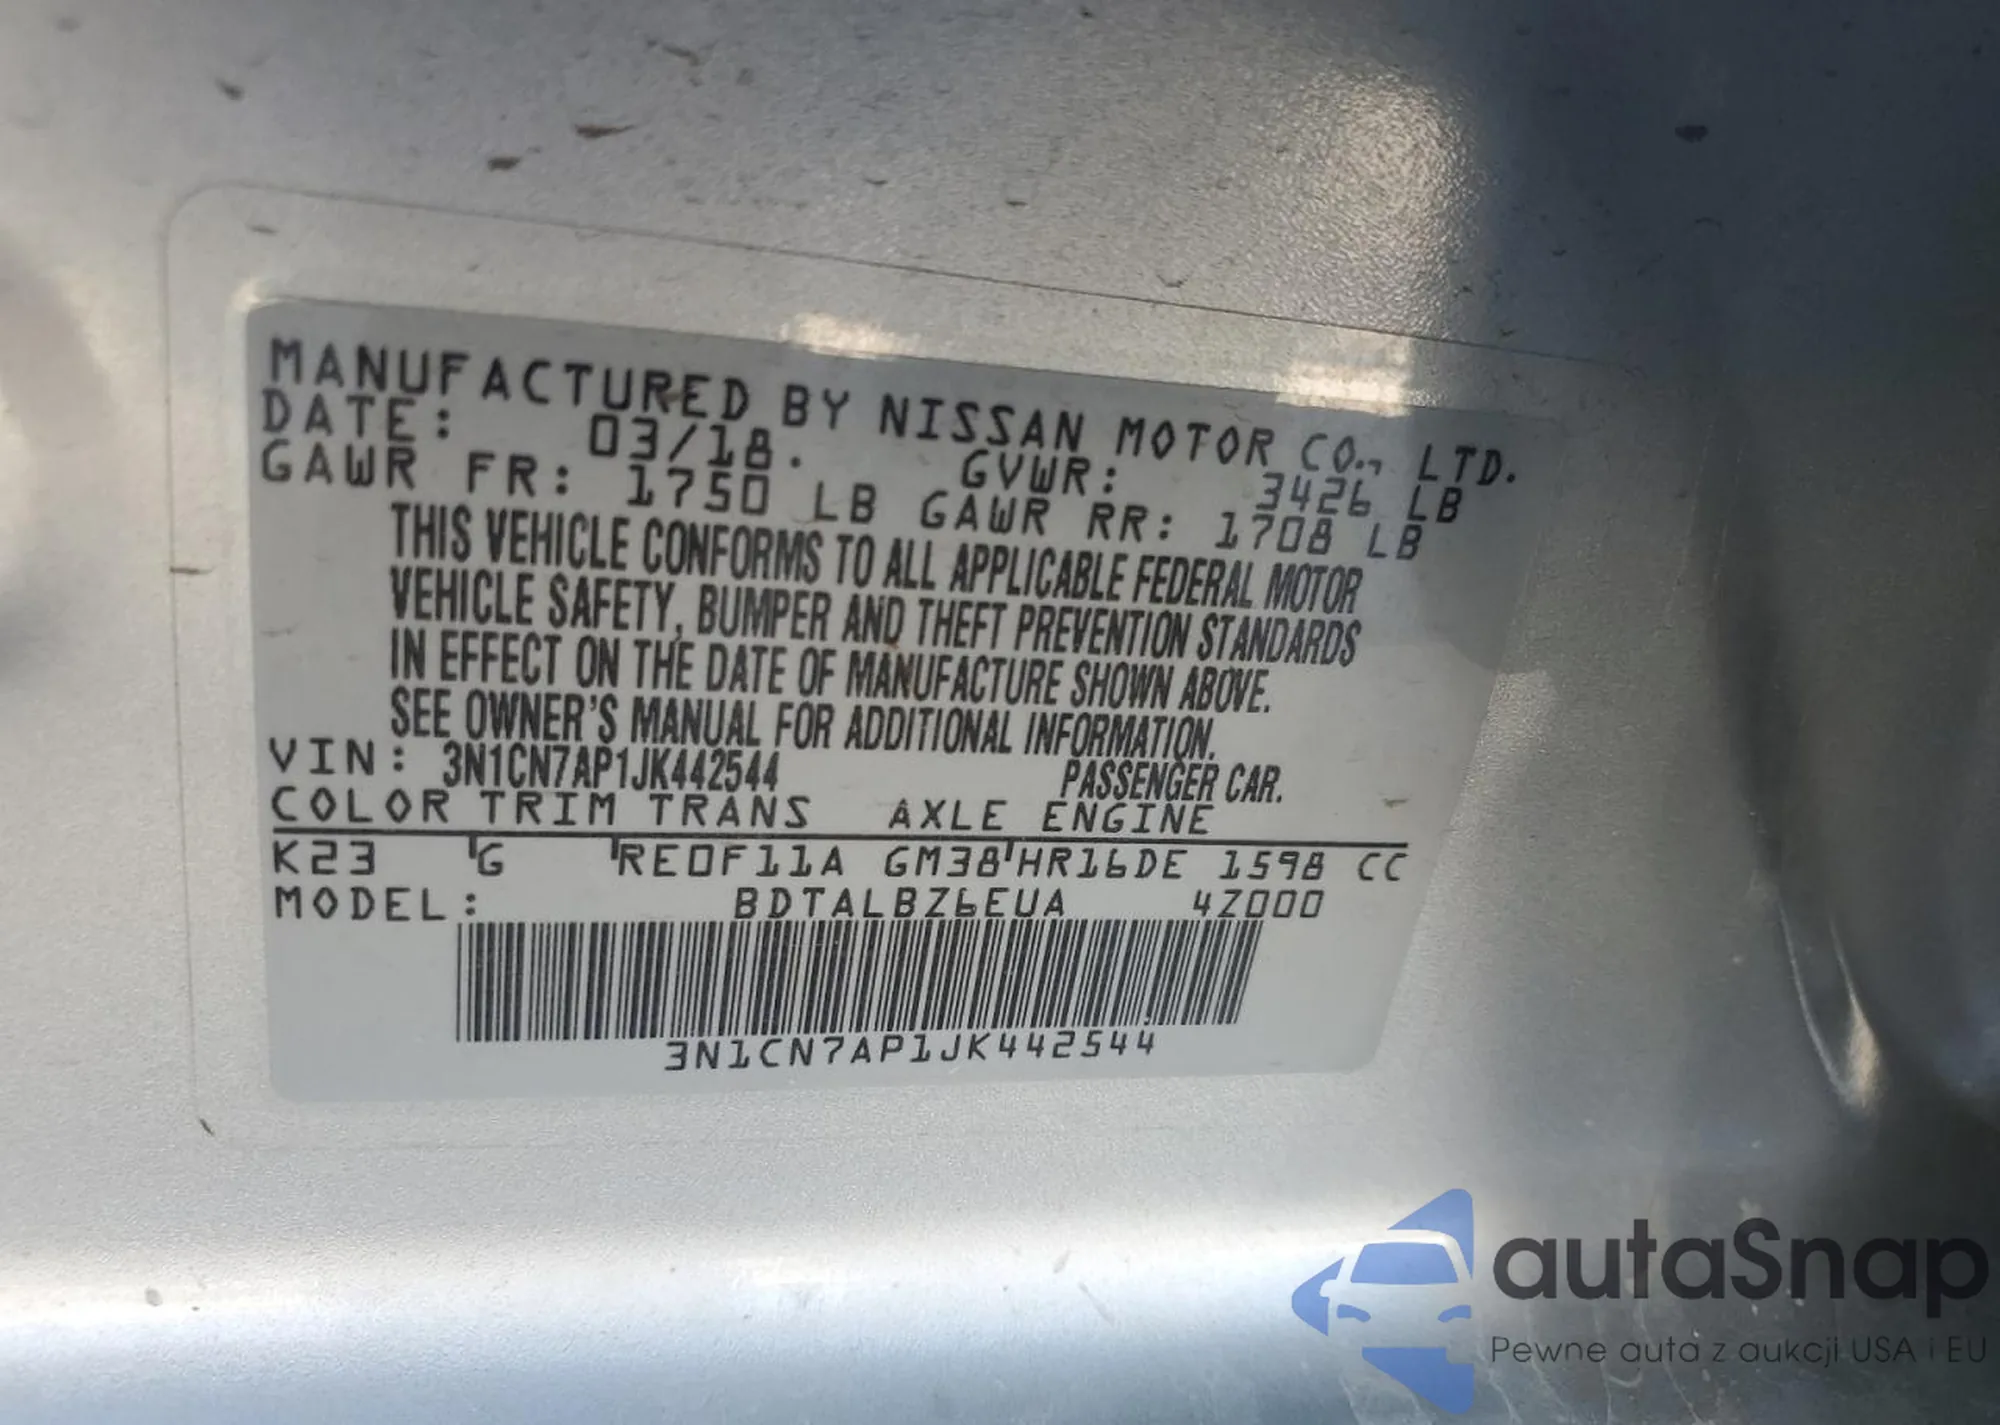 MANUFACTURED BY NISSAN MOTOR CO., LTD.
DATE: 03/18. GVWR: 3426 LB
GAWR FR: 1750 LB GAWR RR: 1708 LB
THIS VEHICLE CONFORMS TO ALL APPLICABLE FEDERAL MOTOR
VEHICLE SAFETY, BUMPER AND THEFT PREVENTION STANDARDS
IN EFFECT ON THE DATE OF MANUFACTURE SHOWN ABOVE.
SEE OWNER'S MANUAL FOR ADDITIONAL INFORMATION.
VIN: 3N1CN7AP1JK442544 PASSENGER CAR.
COLOR TRIM TRANS AXLE ENGINE
K23 G RE0F11A GM38 HR16DE 1598 CC
MODEL: BDTALBZ6EUA 4Z000
3N1CN7AP1JK442544
autaSnap
Pewne auta z aukcji USA i EU